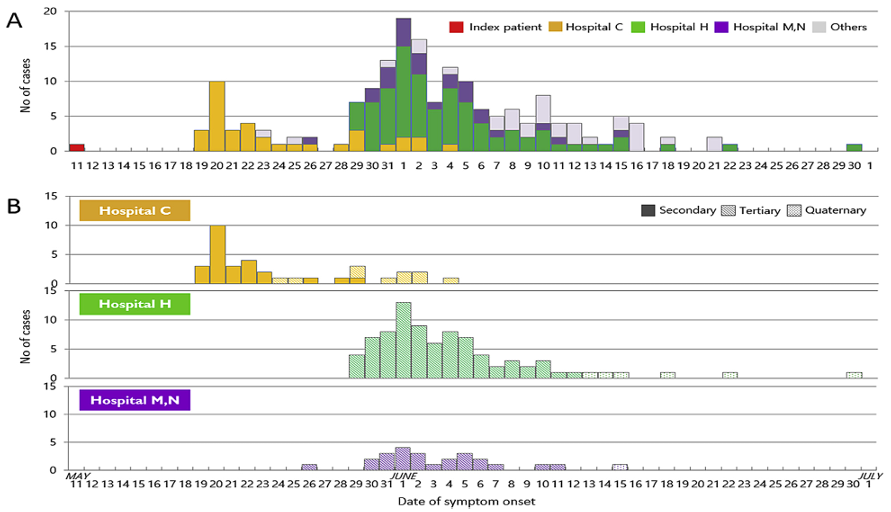 A
20
15
10
5
0
No of cases
Index patient Hospital C Hospital H Hospital M,N Others
11 12 13 14 15 16 17 18 19 20 21 22 23 24 25 26 28 29 30 31 1 2 3 4 5 6 7 8 9 10 11 12 13 14 15 16 17 18 19 20 21 22 23 24 25 26 27 28 29 30 1
B
Hospital C
Secondary Tertiary Quaternary
15
10
5
0
Hospital H
15
10
5
0
No of cases
Hospital M,N
15
10
5
0
MAY JUNE JULY
11 12 13 14 15 16 17 18 19 20 21 22 23 24 25 26 28 29 30 31 1 2 3 4 5 6 7 8 9 10 11 12 13 14 15 16 17 18 19 20 21 22 23 24 25 26 27 28 29 30 1
Date of symptom onset